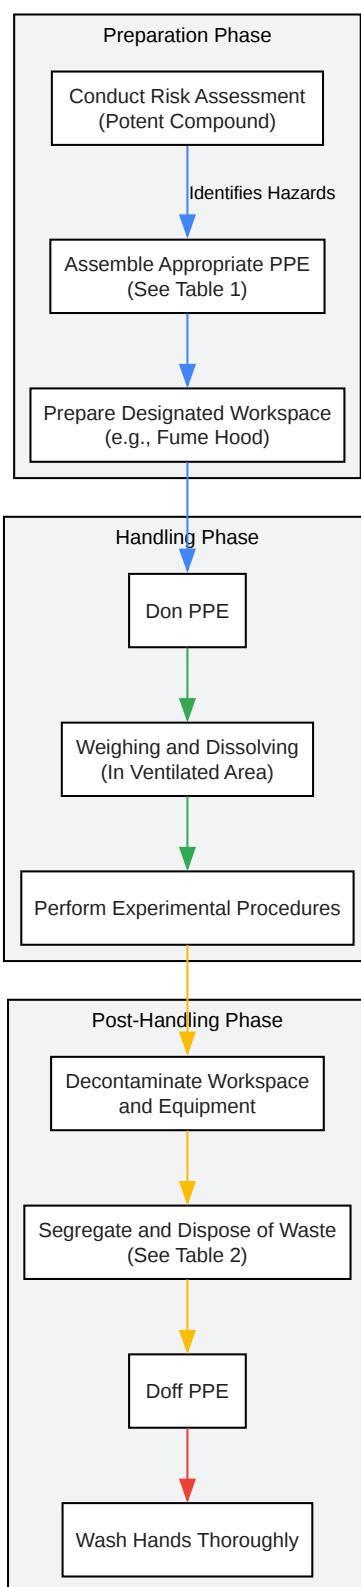 Preparation Phase
Conduct Risk Assessment
(Potent Compound)
Identifies Hazards
Assemble Appropriate PPE
(See Table 1)
Prepare Designated Workspace
(e.g., Fume Hood)
Handling Phase
Don PPE
Weighing and Dissolving
(In Ventilated Area)
Perform Experimental Procedures
Post-Handling Phase
Decontaminate Workspace
and Equipment
Segregate and Dispose of Waste
(See Table 2)
Doff PPE
Wash Hands Thoroughly